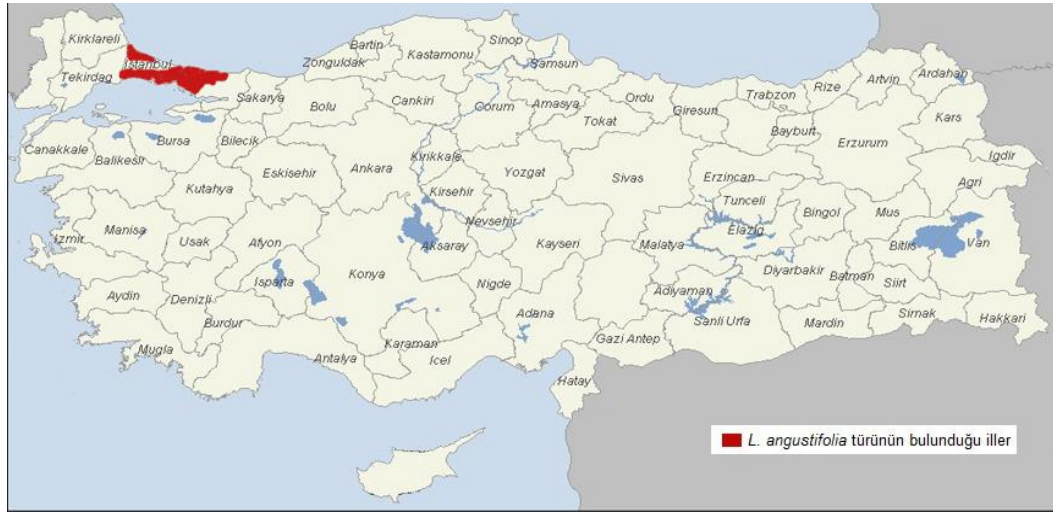 Kirklareli
Istanbul
Tekirdag
Bartin
Zonguldak
Kastamonu
Sinop
Samsun
Sakarya
Bolu
Cankiri
Corum
Amasya
Ordu
Tokat
Giresun
Trabzon
Rize
Artvin
Ardahan
Kars
Bayburt
Erzurum
Igdir
Agri
Canakkale
Balikesir
Bursa
Bilecik
Eskisehir
Ankara
Kirikkale
Yozgat
Sivas
Erzincan
Kutahya
Kirsehir
Tunceli
Bingol
Mus
Manisa
Izmir
Usak
Afyon
Nevsehir
Aksaray
Kayseri
Malatya
Elazig
Bitlis
Van
Isparta
Konya
Nigde
Diyarbakir
Batman
Siirt
Adiyaman
Aydin
Denizli
Burdur
Adana
Sanli Urfa
Mardin
Sirnak
Hakkari
Mugla
Antalya
Karaman
Icel
Gazi Antep
Hatay
L. angustifolia türünün bulunduğu iller